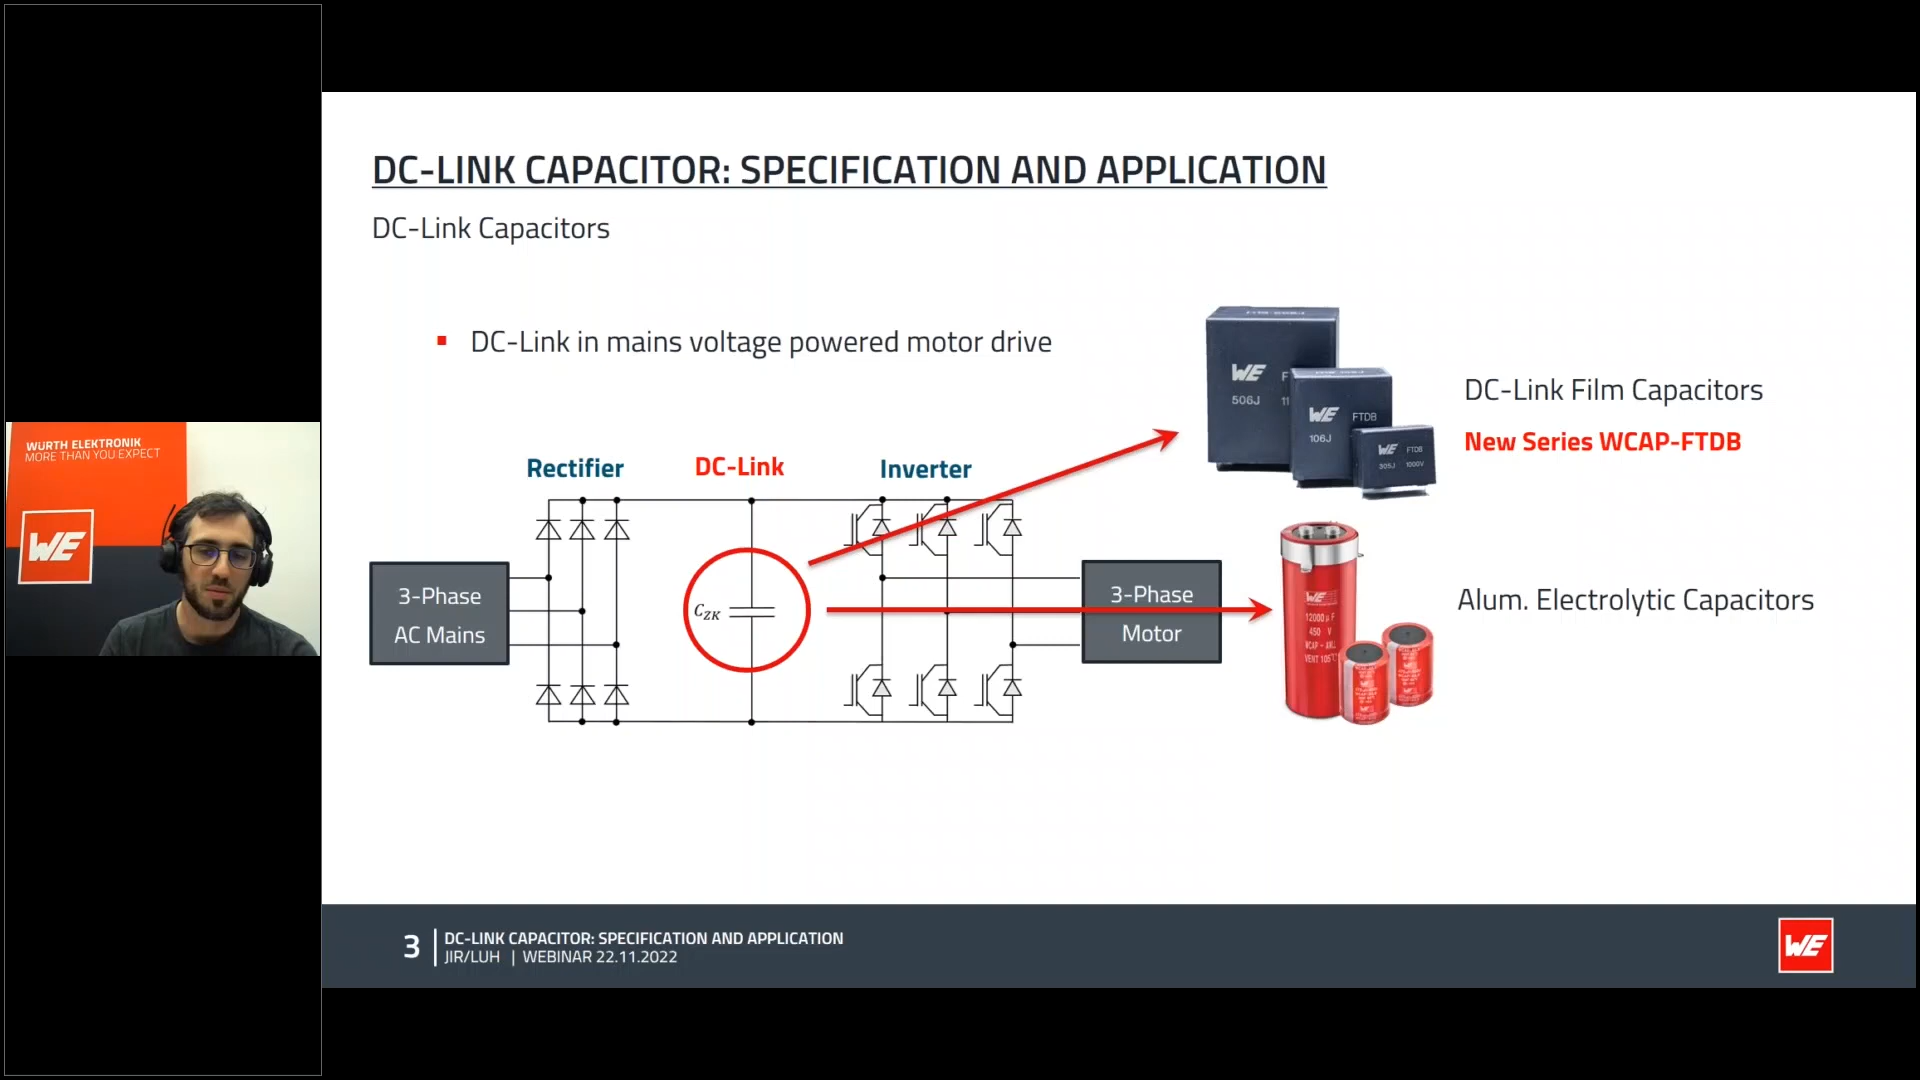 WURTH ELEKTRONIK
MORE THAN YOU EXPECT
WE
DC-LINK CAPACITOR: SPECIFICATION AND APPLICATION
DC-Link Capacitors
DC-Link in mains voltage powered motor drive
Rectifier
DC-Link
Inverter
3-Phase
AC Mains
C_ZK
3-Phase
Motor
WE
506J
WE FTDB
106J
WE FTDB
305J 1000V
DC-Link Film Capacitors
New Series WCAP-FTDB
WE
12000µF
450 V
VENT 105°C
Alum. Electrolytic Capacitors
3
DC-LINK CAPACITOR: SPECIFICATION AND APPLICATION
JIR/LUH | WEBINAR 22.11.2022
WE